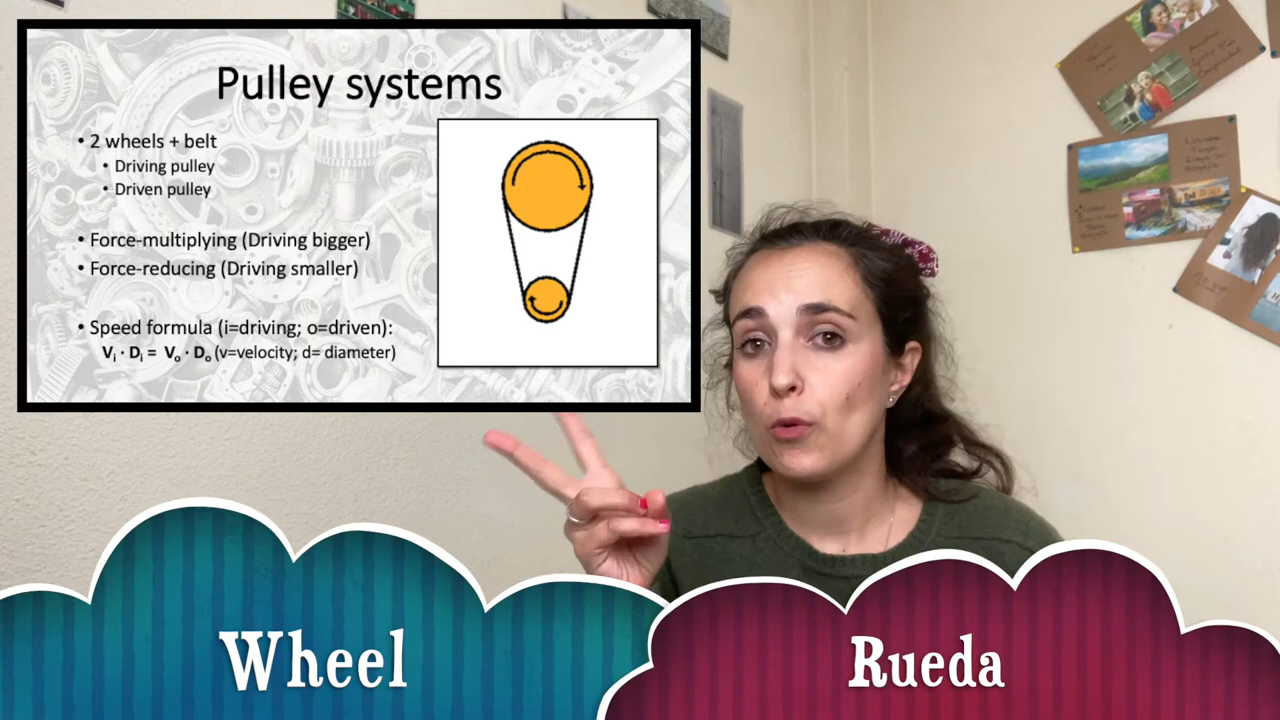 Pulley systems
• 2 wheels + belt
• Driving pulley
• Driven pulley
• Force-multiplying (Driving bigger)
• Force-reducing (Driving smaller)
• Speed formula (i=driving; o=driven):
Vi · Di = Vo · Do (v=velocity; d= diameter)
Wheel
Rueda